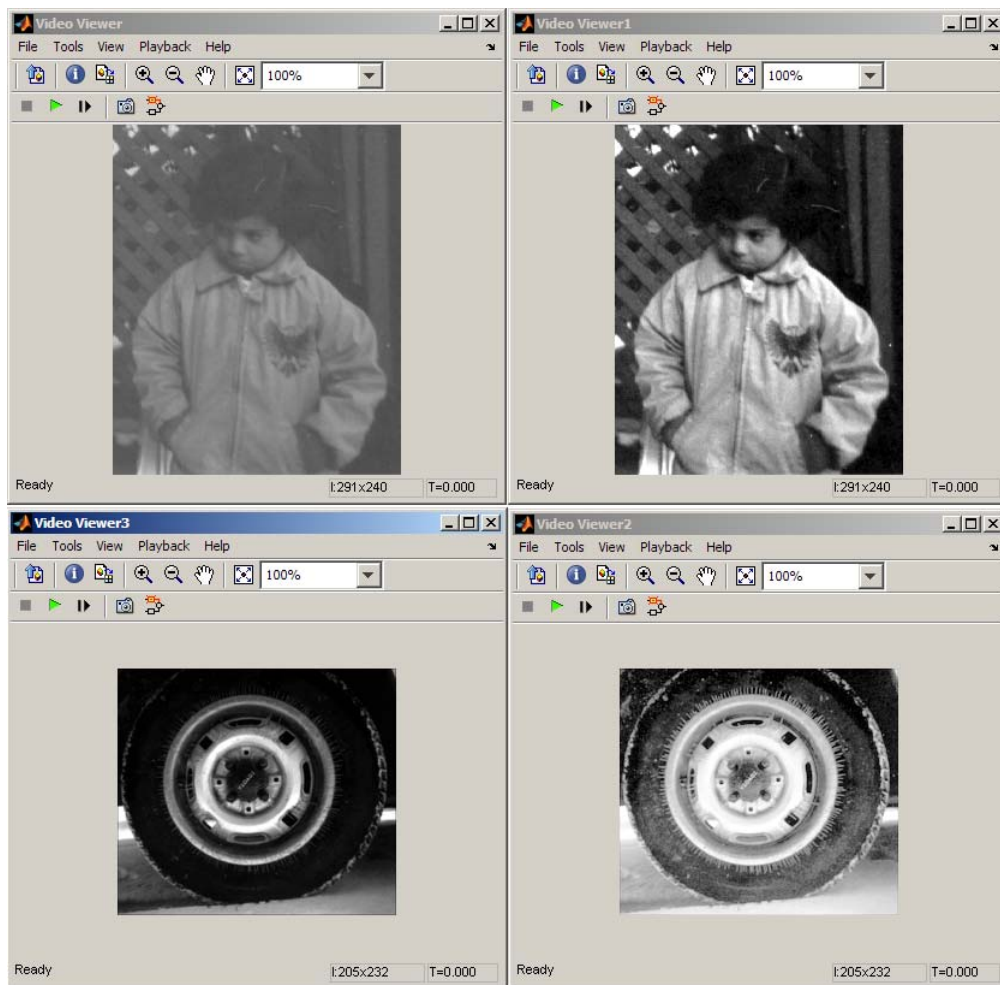 Video Viewer
File Tools View Playback Help
100%
Ready I:291x240 T=0.000
Video Viewer1
File Tools View Playback Help
100%
Ready I:291x240 T=0.000
Video Viewer3
File Tools View Playback Help
100%
Ready I:205x232 T=0.000
Video Viewer2
File Tools View Playback Help
100%
Ready I:205x232 T=0.000